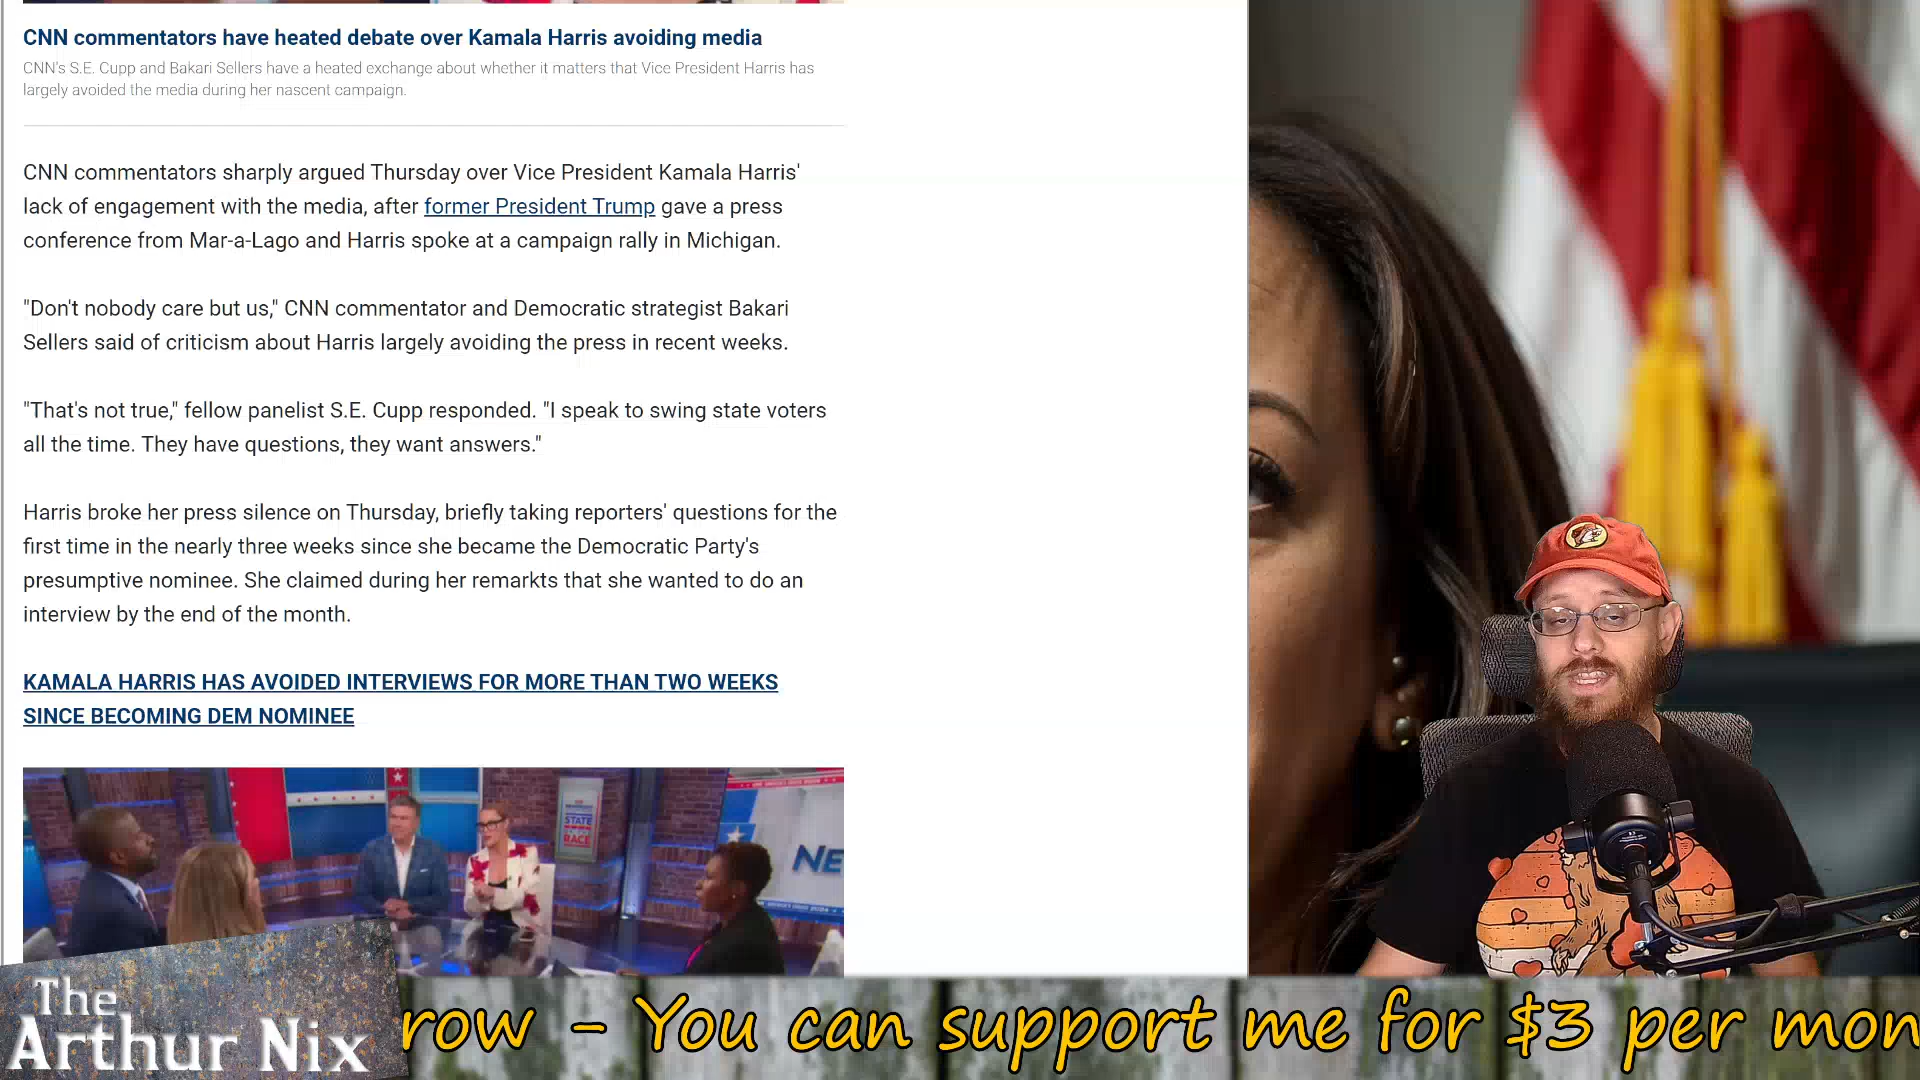 CNN commentators have heated debate over Kamala Harris avoiding media
CNN's S.E. Cupp and Bakari Sellers have a heated exchange about whether it matters that Vice President Harris has
largely avoided the media during her nascent campaign.
CNN commentators sharply argued Thursday over Vice President Kamala Harris'
lack of engagement with the media, after former President Trump gave a press
conference from Mar-a-Lago and Harris spoke at a campaign rally in Michigan.
"Don't nobody care but us," CNN commentator and Democratic strategist Bakari
Sellers said of criticism about Harris largely avoiding the press in recent weeks.
"That's not true," fellow panelist S.E. Cupp responded. "I speak to swing state voters
all the time. They have questions, they want answers."
Harris broke her press silence on Thursday, briefly taking reporters' questions for the
first time in the nearly three weeks since she became the Democratic Party's
presumptive nominee. She claimed during her remarkts that she wanted to do an
interview by the end of the month.
KAMALA HARRIS HAS AVOIDED INTERVIEWS FOR MORE THAN TWO WEEKS
SINCE BECOMING DEM NOMINEE
STATE
RACE
NE
The
Arthur Nix
row - You can support me for $3 per mon